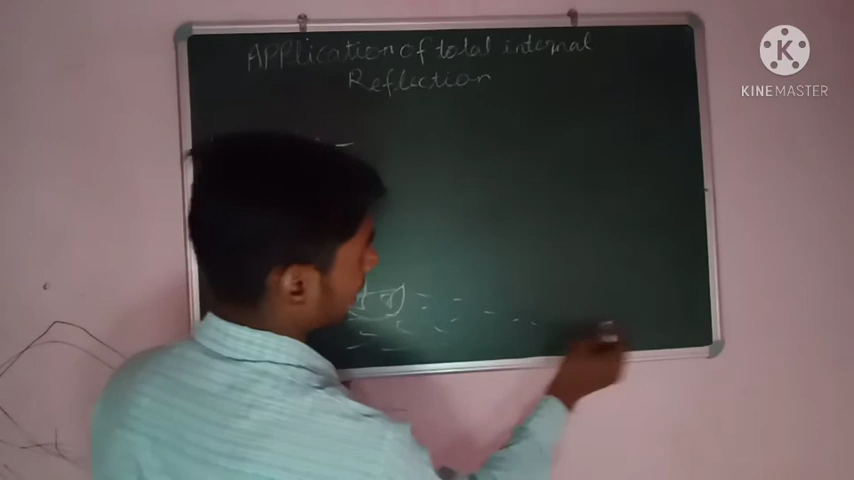 Application of total internal
Reflection
K
KINEMASTER